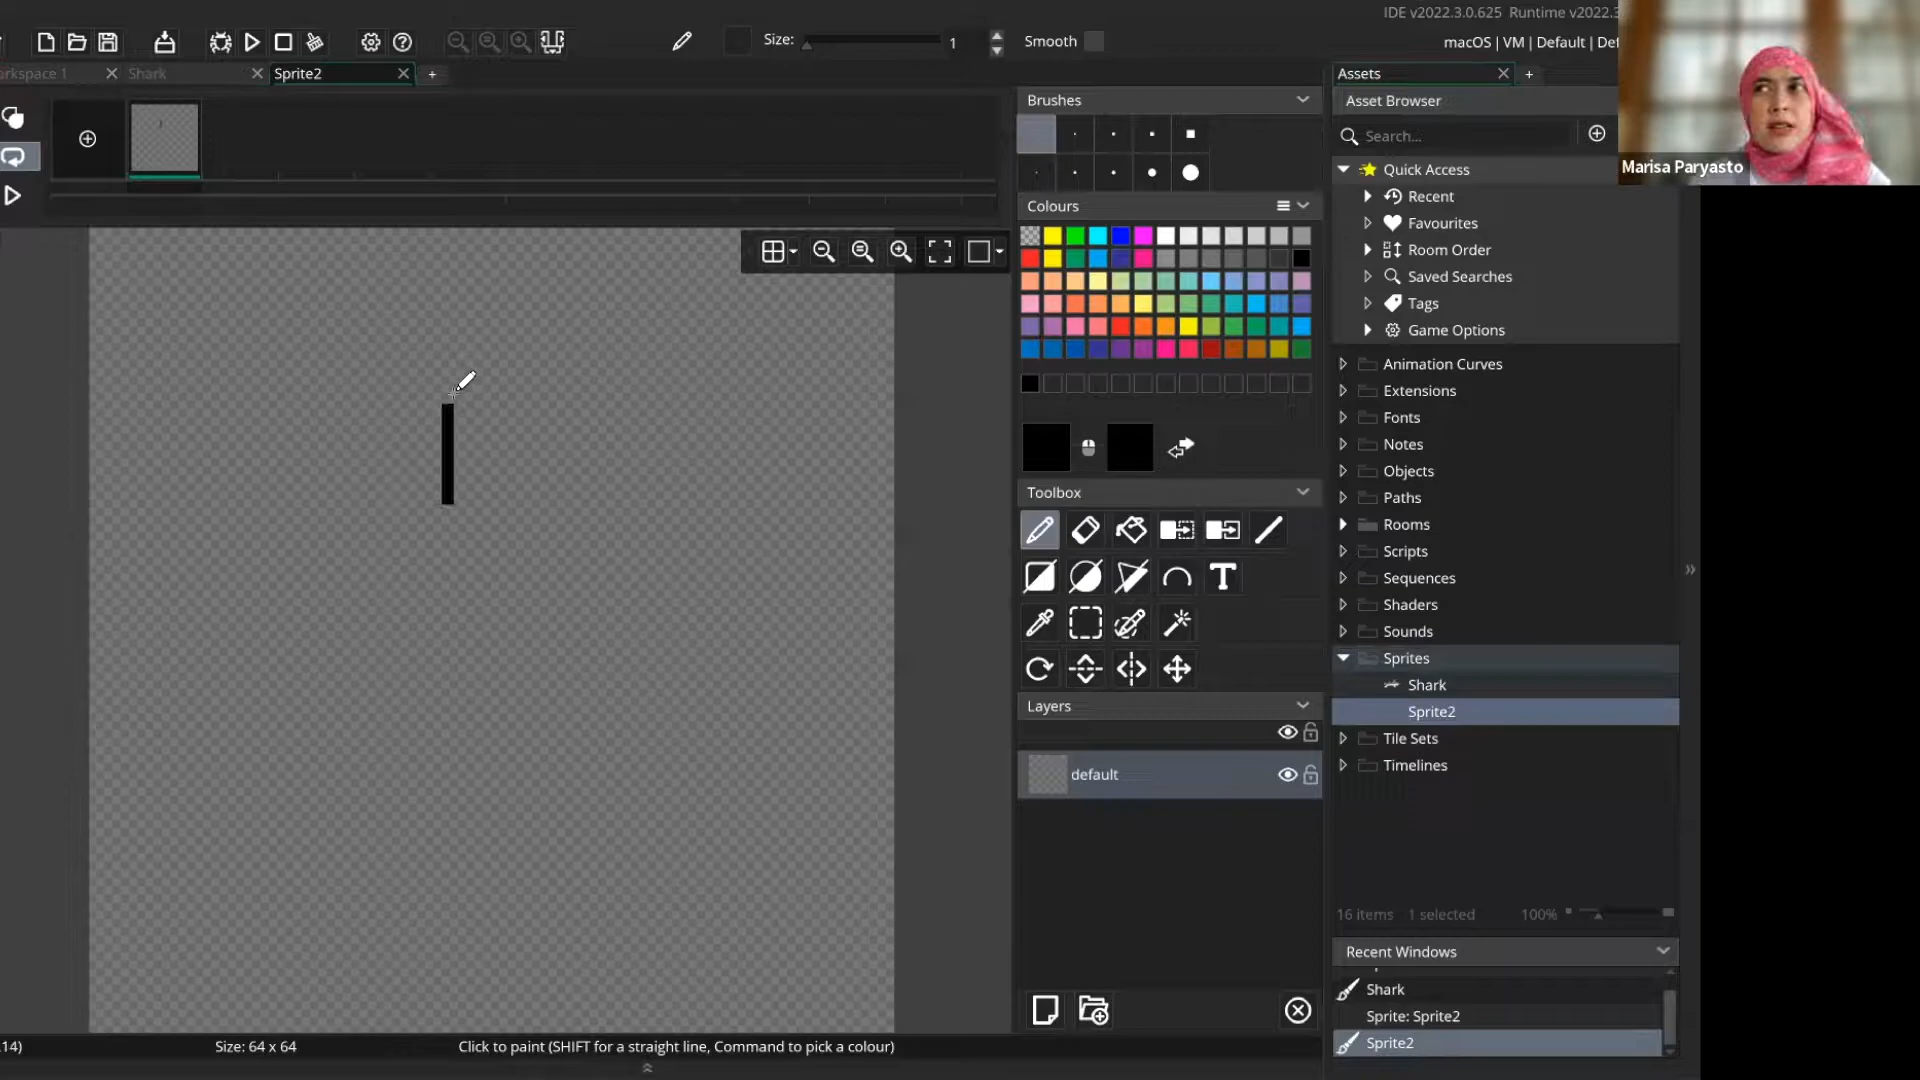 IDE v2022.3.0.625 Runtime v2022.3
Size: 1 Smooth
macOS | VM | Default | Def
orkspace 1 Shark Sprite2
Assets
Brushes
Asset Browser
Search...
Marisa Paryasto
Quick Access
Recent
Colours
Favourites
Room Order
Saved Searches
Tags
Game Options
Animation Curves
Extensions
Fonts
Notes
Objects
Toolbox
Paths
Rooms
Scripts
Sequences
Shaders
Sounds
Sprites
Shark
Layers
Sprite2
Tile Sets
Timelines
default
16 items 1 selected 100%
Recent Windows
Shark
Sprite: Sprite2
Sprite2
14) Size: 64 x 64 Click to paint (SHIFT for a straight line, Command to pick a colour)